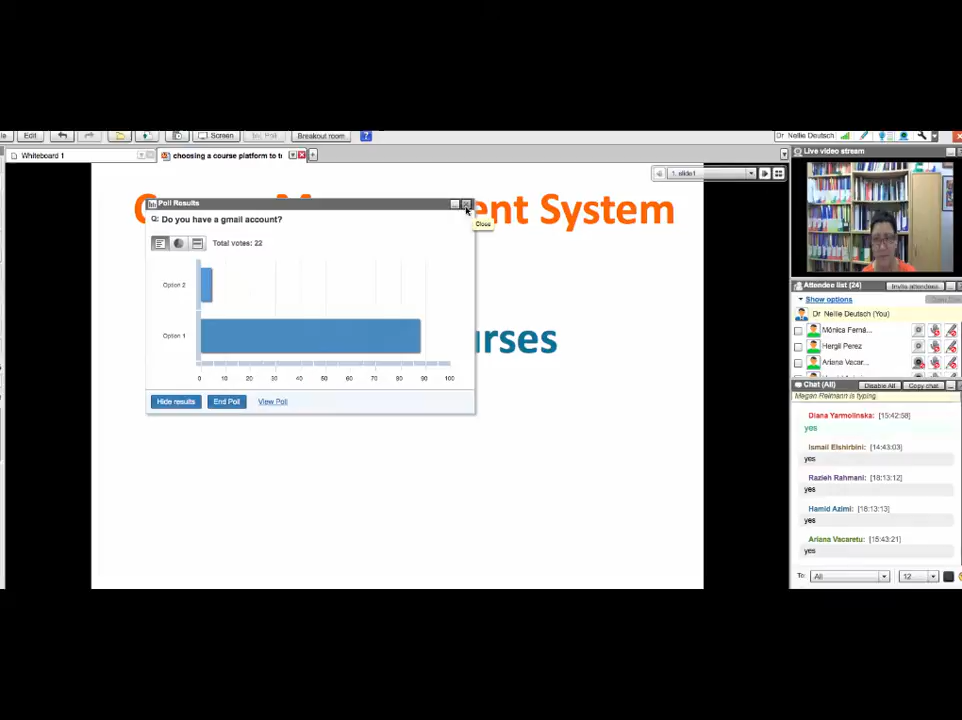 Edit
Screen
Poll
Breakout room
?
Dr Nellie Deutsch
Whiteboard 1
choosing a course platform to t
Live video stream
1. slide1
ent System
urses
Poll Results
Q: Do you have a gmail account?
Close
Total votes: 22
Option 2
Option 1
0 10 20 30 40 50 60 70 80 90 100
Hide results
End Poll
View Poll
Attendee list (24)
Invite attendees
Show options
Dr Nellie Deutsch (You)
Mónica Ferná...
Hergil Perez
Ariana Vacar...
Chat (All)
Disable All
Copy chat
Megan Reimann is typing.
Diana Yarmolinska: [15:42:58]
yes
Ismail Elshirbini: [14:43:03]
yes
Razieh Rahmani: [18:13:12]
yes
Hamid Azimi: [18:13:13]
yes
Ariana Vacaretu: [15:43:21]
yes
To: All
12